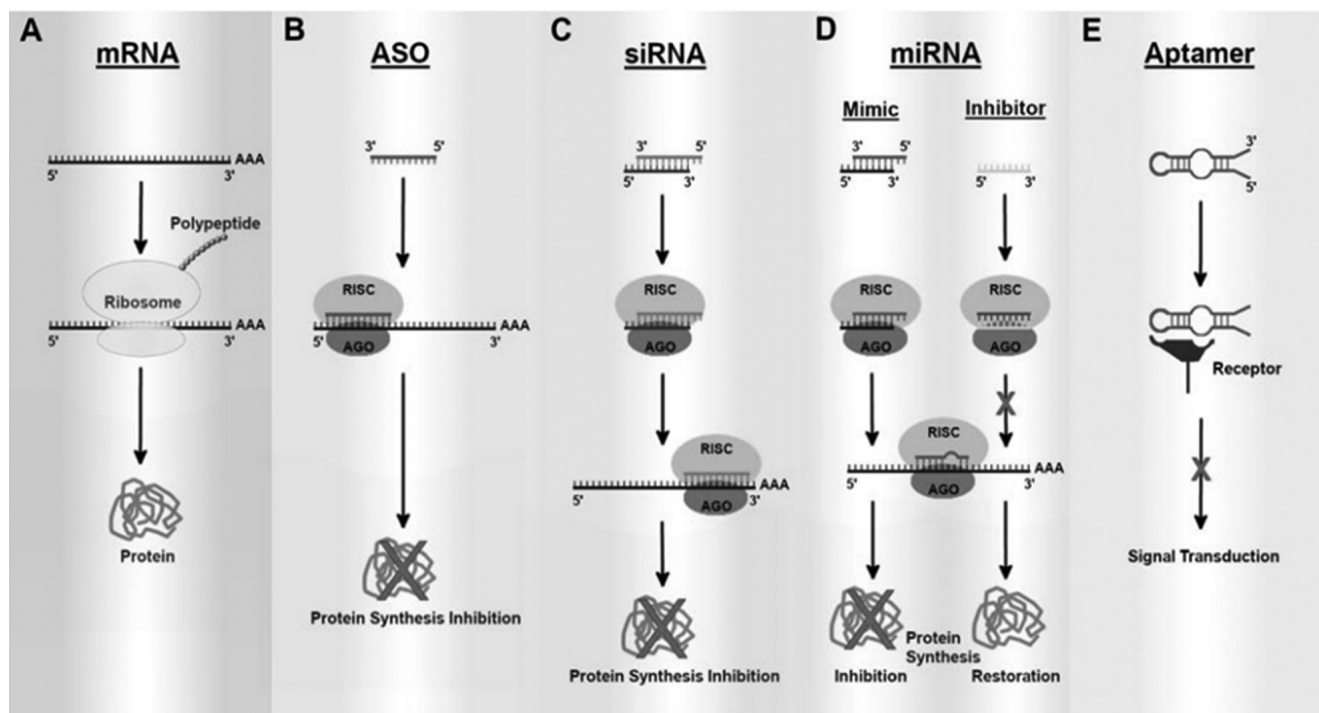 A
mRNA
AAA
5'
3'
Polypeptide
Ribosome
AAA
5'
3'
Protein
B
ASO
3'
5'
RISC
AAA
5'
3'
AGO
Protein Synthesis Inhibition
C
siRNA
3'
5'
5'
3'
RISC
AGO
RISC
AAA
5'
3'
AGO
Protein Synthesis Inhibition
D
miRNA
Mimic
Inhibitor
3'
5'
5'
3'
5'
3'
RISC
RISC
AGO
AGO
RISC
AAA
5'
3'
AGO
Protein
Synthesis
Inhibition
Restoration
E
Aptamer
3'
5'
Receptor
Signal Transduction